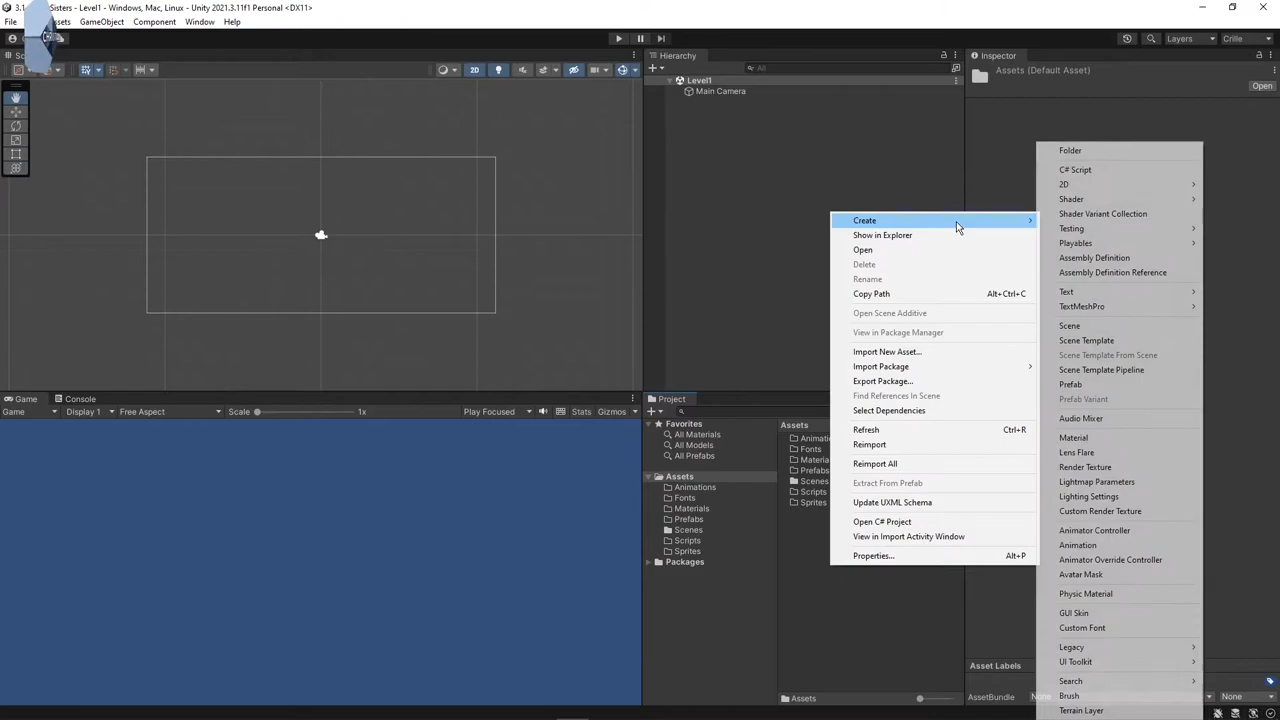 3.1
Sisters - Level1 - Windows, Mac, Linux - Unity 2021.3.11f1 Personal <DX11>
File
Assets
GameObject
Component
Window
Help
Layers
Crille
2D
Hierarchy
All
Level1
Main Camera
Inspector
Assets (Default Asset)
Open
Create
Show in Explorer
Open
Delete
Rename
Copy Path Alt+Ctrl+C
Open Scene Additive
View in Package Manager
Import New Asset...
Import Package
Export Package...
Find References In Scene
Select Dependencies
Refresh Ctrl+R
Reimport
Reimport All
Extract From Prefab
Update UXML Schema
Open C# Project
View in Import Activity Window
Properties... Alt+P
Folder
C# Script
2D
Shader
Shader Variant Collection
Testing
Playables
Assembly Definition
Assembly Definition Reference
Text
TextMeshPro
Scene
Scene Template
Scene Template From Scene
Scene Template Pipeline
Prefab
Prefab Variant
Audio Mixer
Material
Lens Flare
Render Texture
Lightmap Parameters
Lighting Settings
Custom Render Texture
Animator Controller
Animation
Animator Override Controller
Avatar Mask
Physic Material
GUI Skin
Custom Font
Legacy
UI Toolkit
Search
Brush
Terrain Layer
Game
Console
Game
Display 1
Free Aspect
Scale
1x
Play Focused
Stats
Gizmos
Project
Favorites
All Materials
All Models
All Prefabs
Assets
Animations
Fonts
Materials
Prefabs
Scenes
Scripts
Sprites
Packages
Assets
Animati
Fonts
Materia
Prefabs
Scenes
Scripts
Sprites
Assets
Asset Labels
AssetBundle
None
None